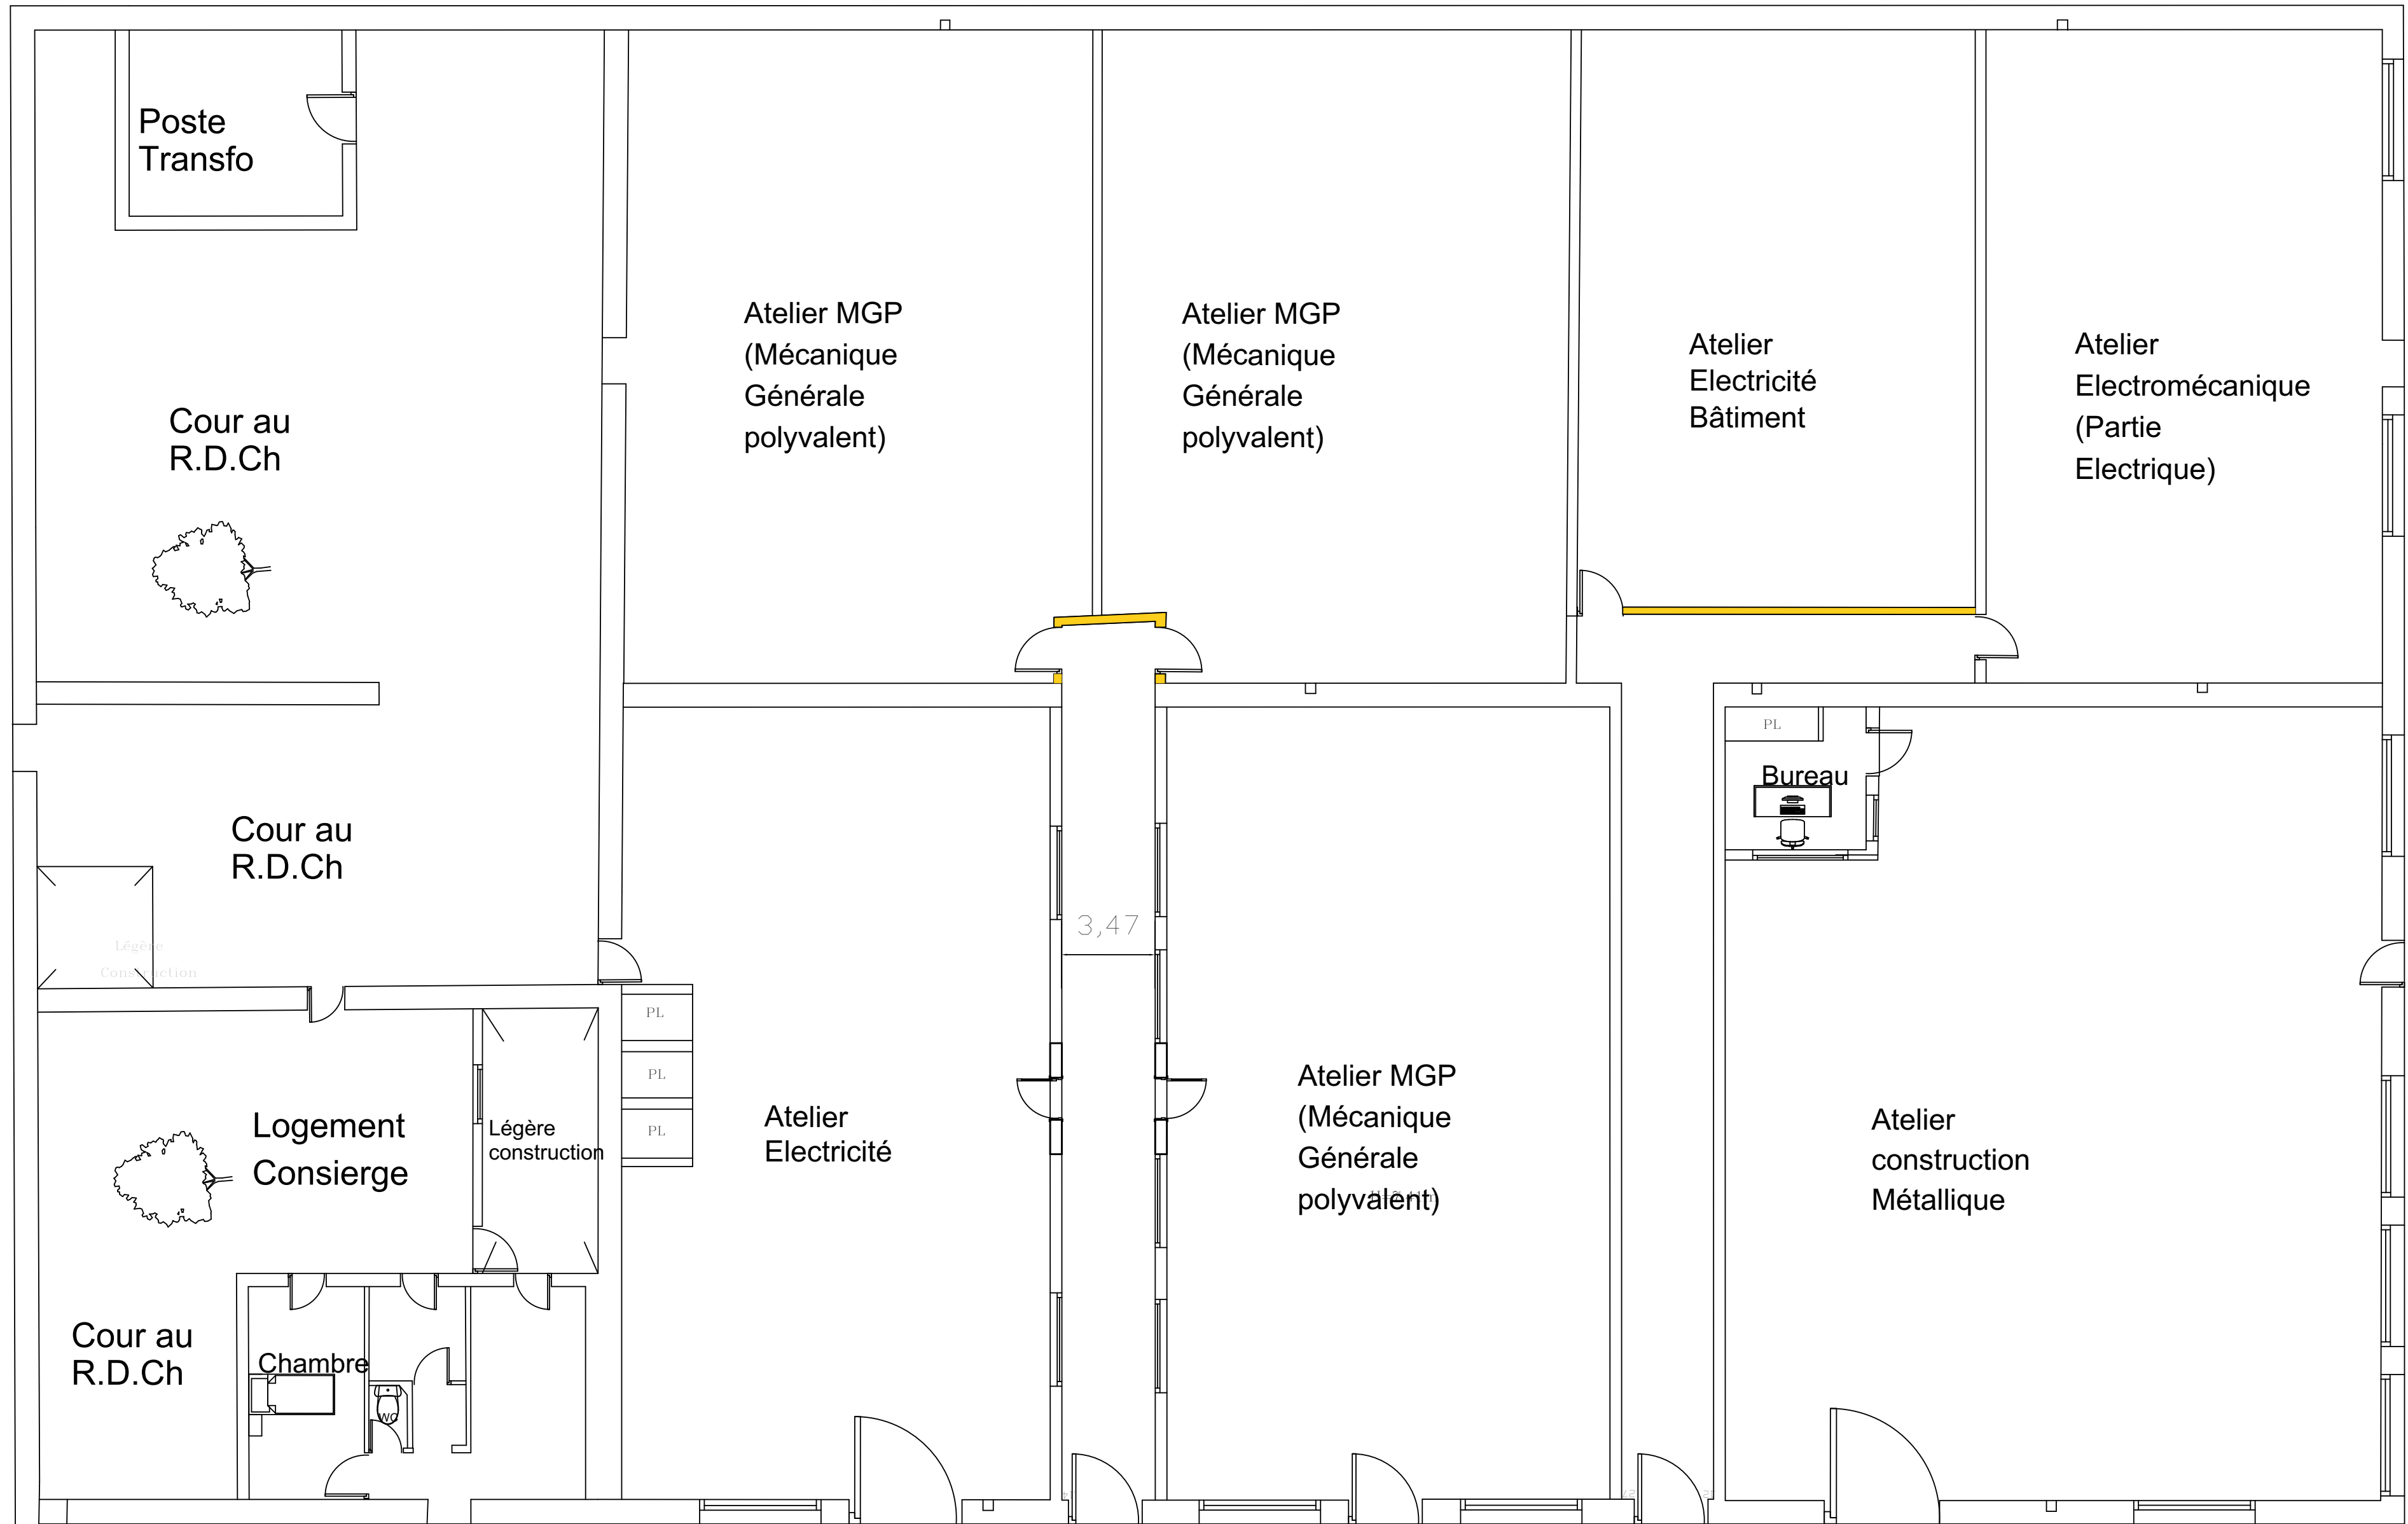 Poste
Transfo
Cour au
R.D.Ch
Atelier MGP
(Mécanique
Générale
polyvalent)
Atelier MGP
(Mécanique
Générale
polyvalent)
Atelier
Electricité
Bâtiment
Atelier
Electromécanique
(Partie
Electrique)
Cour au
R.D.Ch
Légère
Construction
3,47
PL
Bureau
PL
PL
PL
Logement
Consierge
Légère
construction
Atelier
Electricité
Atelier MGP
(Mécanique
Générale
polyvalent)
Atelier
construction
Métallique
Cour au
R.D.Ch
Chambre
WC